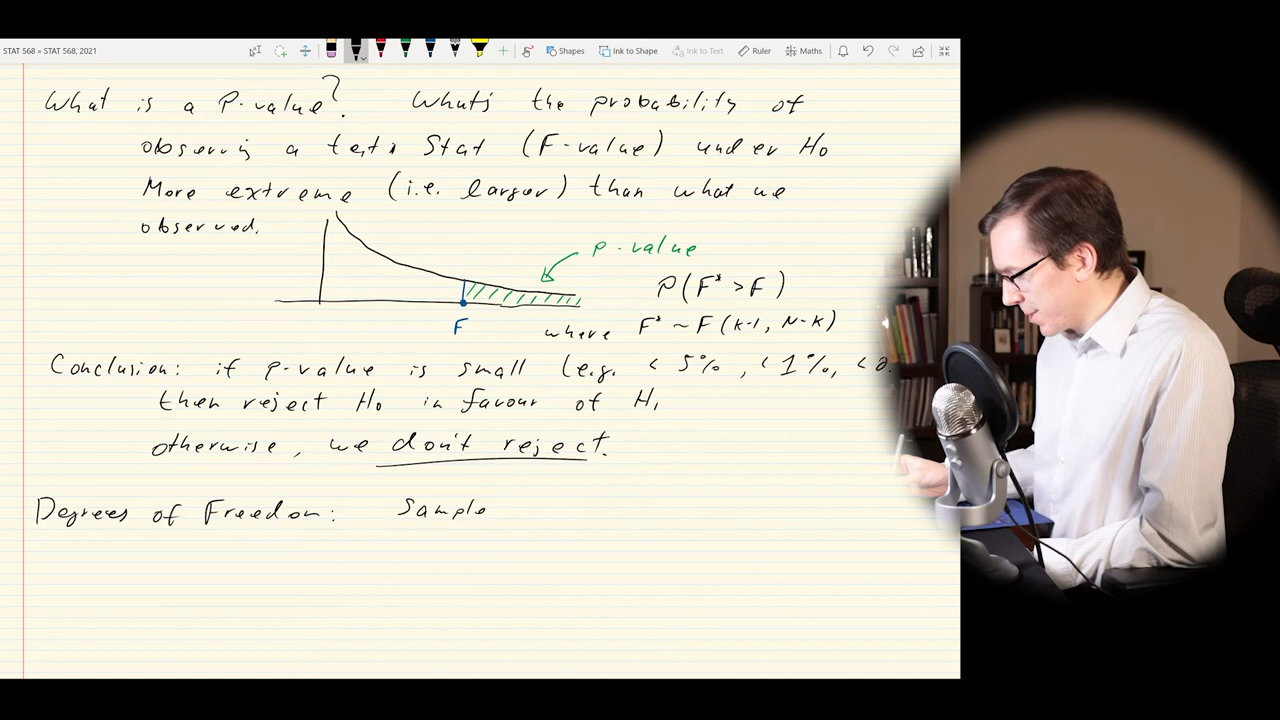 STAT 568 » STAT 568, 2021
Shapes Ink to Shape Ink to Text Ruler Maths
What is a P-value? What's the probability of
observing a test Stat (F-value) under H0
More extreme (i.e. larger) than what we
observed.
p-value
P(F* > F)
F
where F* ~ F(k-1, N-k)
Conclusion: if p-value is small (e.g. < 5%, < 1%, < 0.
then reject H0 in favour of H1
otherwise, we don't reject.
Degrees of Freedom: Sample